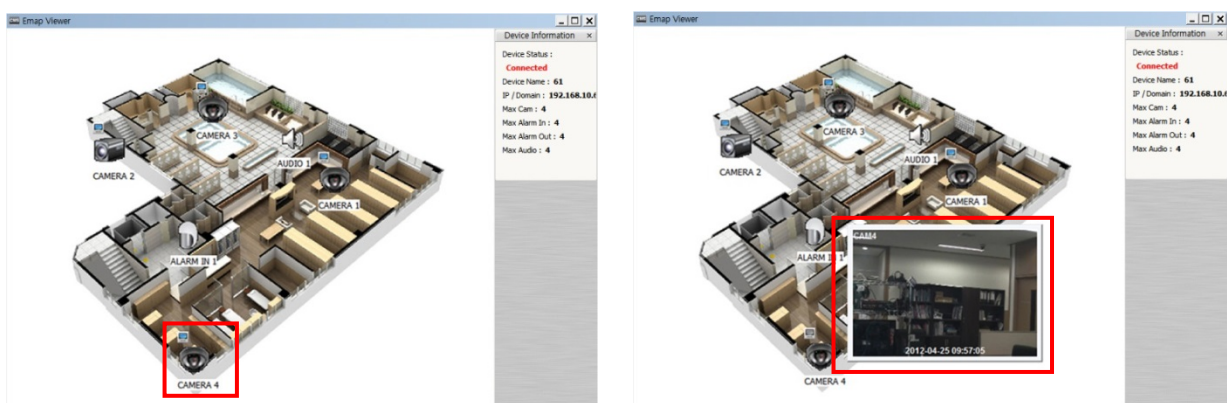 Emap Viewer
Device Information
Device Status :
Connected
Device Name : 61
IP / Domain : 192.168.10.6
Max Cam : 4
Max Alarm In : 4
Max Alarm Out : 4
Max Audio : 4
CAMERA 3
AUDIO 1
CAMERA 2
CAMERA 1
ALARM IN 1
CAMERA 4
Emap Viewer
Device Information
Device Status :
Connected
Device Name : 61
IP / Domain : 192.168.10.6
Max Cam : 4
Max Alarm In : 4
Max Alarm Out : 4
Max Audio : 4
CAMERA 3
AUDIO 1
CAMERA 2
CAMERA 1
CAM4
ALARM IN 1
2012-04-25 09:57:05
CAMERA 4